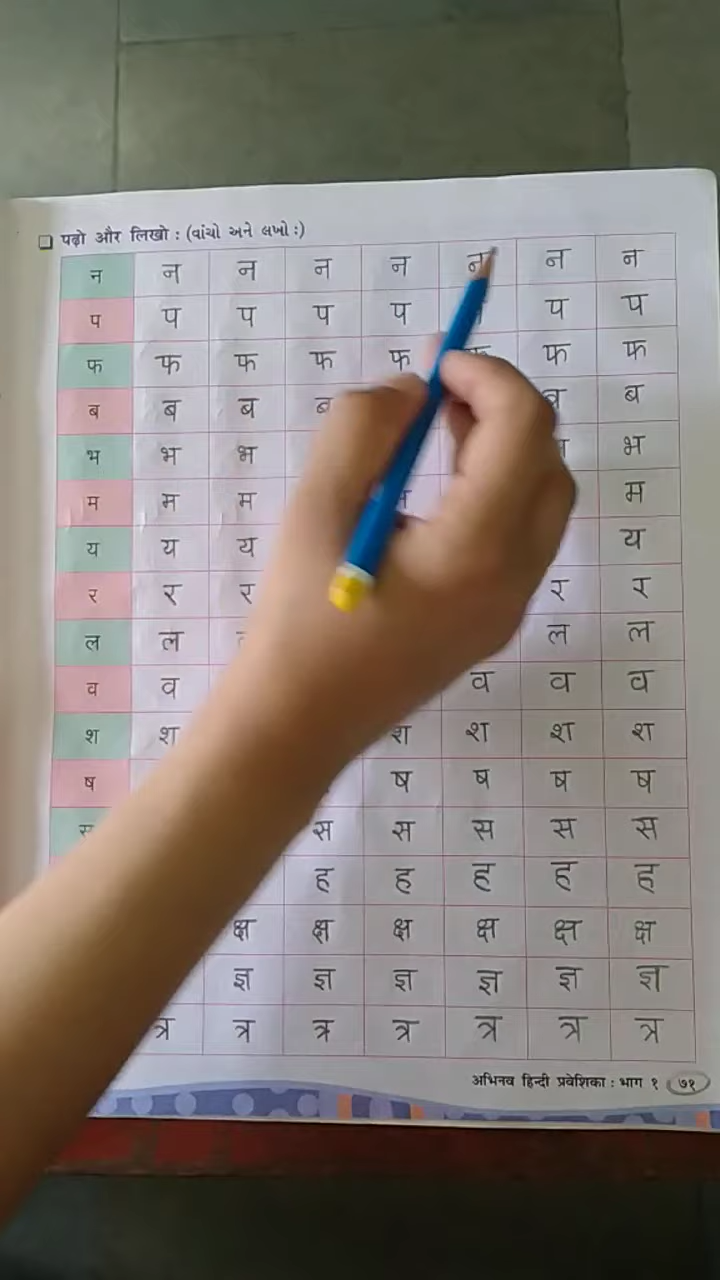 पढ़ो और लिखो : (વાંચો અને લખો :)
न न न न न न न न
प प प प प प प
फ फ फ फ फ फ फ फ
ब ब ब ब ब ब
भ भ भ भ
म म म म
य य य य
र र र र र
ल ल ल ल
व व व व व
श श श श श श
ष ष ष ष ष
स स स स स स
ह ह ह ह ह
क्ष क्ष क्ष क्ष क्ष क्ष
ज्ञ ज्ञ ज्ञ ज्ञ ज्ञ ज्ञ
त्र त्र त्र त्र त्र त्र त्र
अभिनव हिन्दी प्रवेशिका : भाग १ ७१